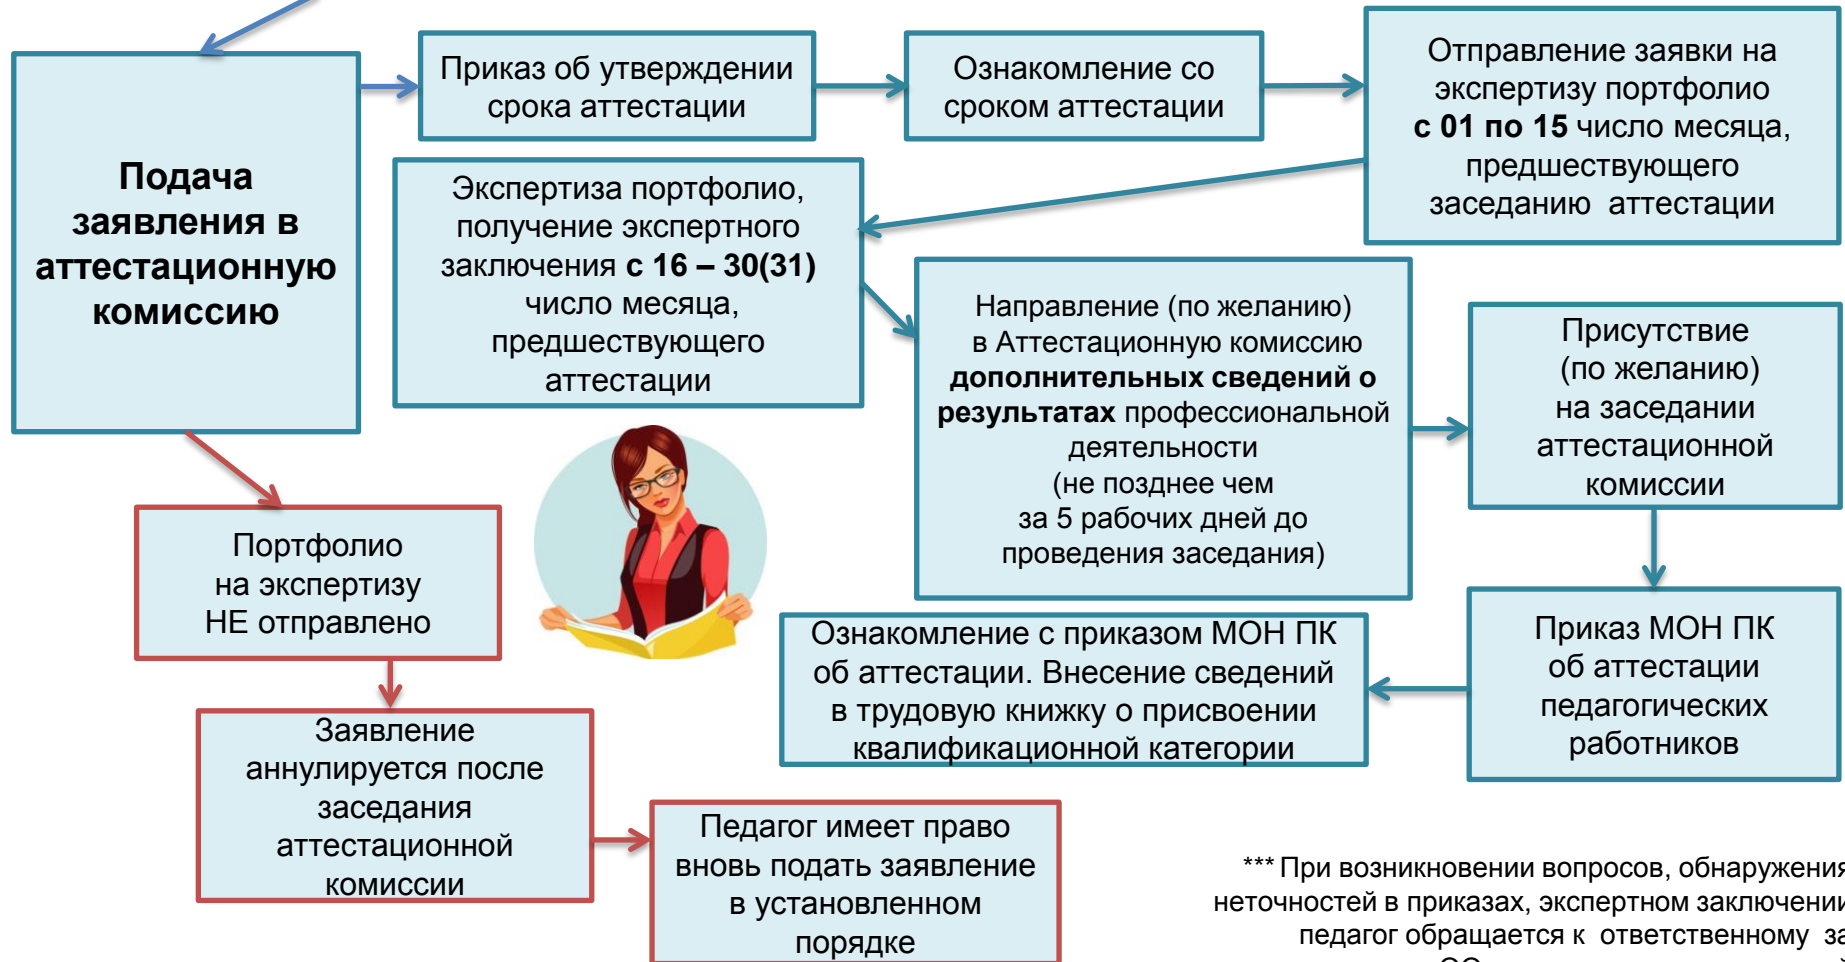 Подача
заявления в
аттестационную
комиссию
Приказ об утверждении
срока аттестации
Ознакомление со
сроком аттестации
Отправление заявки на
экспертизу портфолио
с 01 по 15 число месяца,
предшествующего
заседанию аттестации
Экспертиза портфолио,
получение экспертного
заключения с 16 – 30(31)
число месяца,
предшествующего
аттестации
Направление (по желанию)
в Аттестационную комиссию
дополнительных сведений о
результатах профессиональной
деятельности
(не позднее чем
за 5 рабочих дней до
проведения заседания)
Присутствие
(по желанию)
на заседании
аттестационной
комиссии
Приказ МОН ПК
об аттестации
педагогических
работников
Ознакомление с приказом МОН ПК
об аттестации. Внесение сведений
в трудовую книжку о присвоении
квалификационной категории
Портфолио
на экспертизу
НЕ отправлено
Заявление
аннулируется после
заседания
аттестационной
комиссии
Педагог имеет право
вновь подать заявление
в установленном
порядке
*** При возникновении вопросов, обнаружения
неточностей в приказах, экспертном заключении
педагог обращается к ответственному за